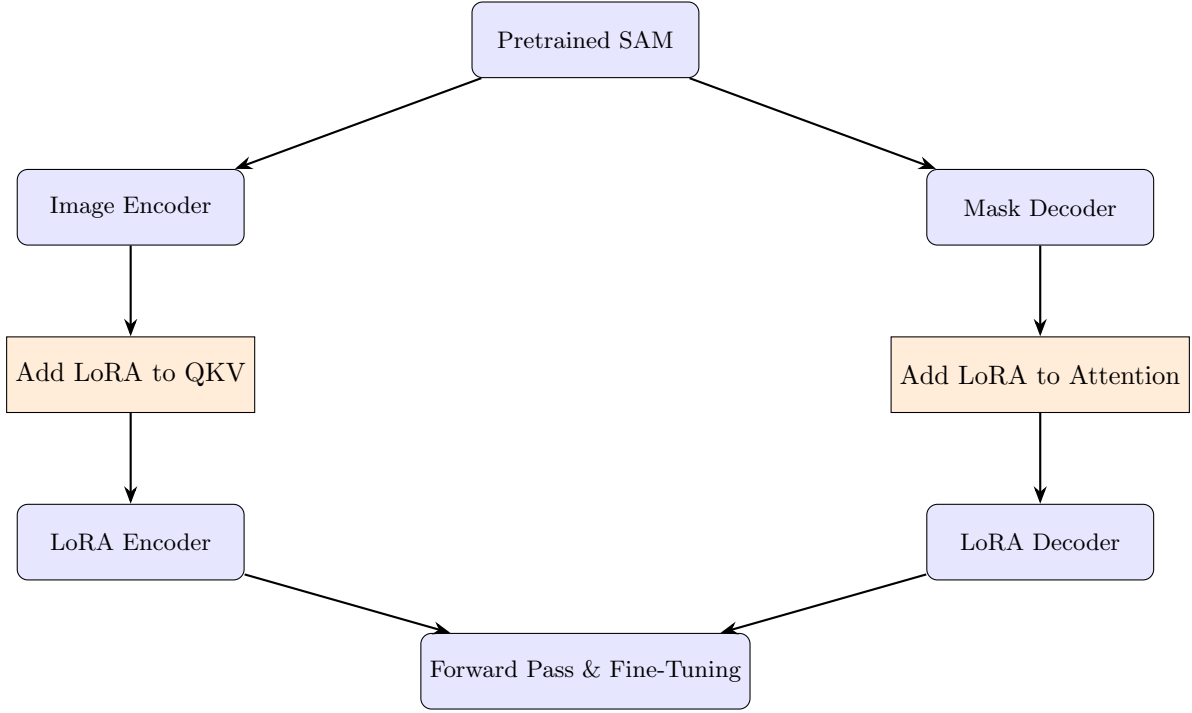 Pretrained SAM
Image Encoder
Mask Decoder
Add LoRA to QKV
Add LoRA to Attention
LoRA Encoder
LoRA Decoder
Forward Pass & Fine-Tuning